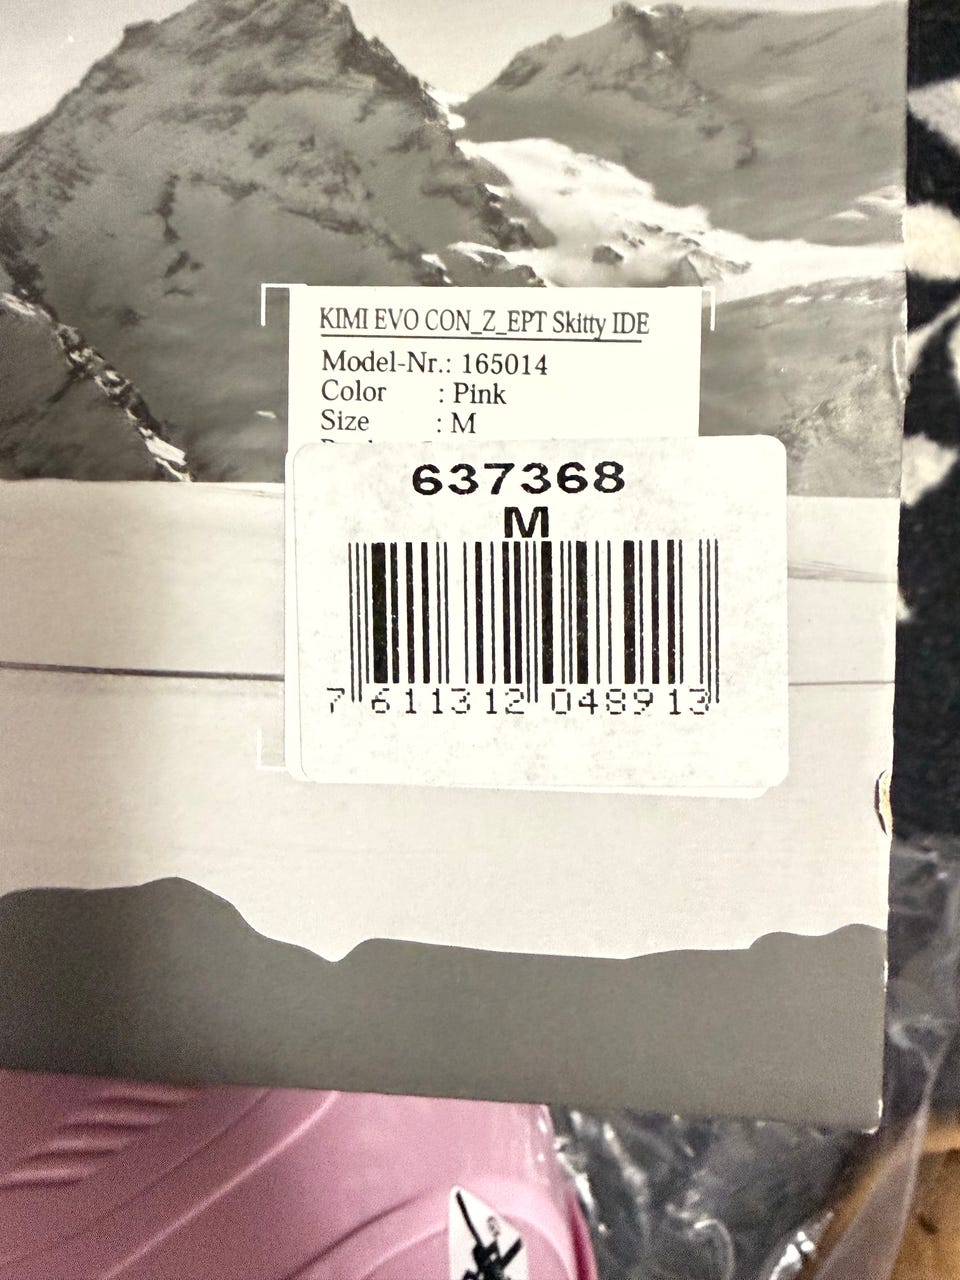 KIMI EVO CON_Z_EPT Skitty IDE
Model-Nr.: 165014
Color : Pink
Size : M
637368
M
7 611312 048913